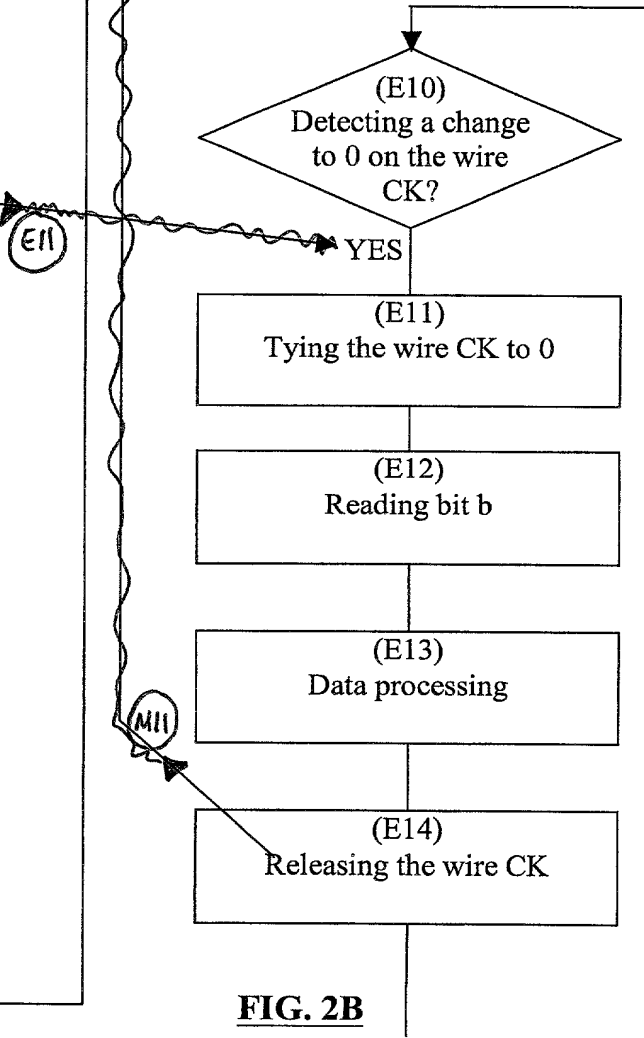 (E10)
Detecting a change
to 0 on the wire
CK?
E11
YES
(E11)
Tying the wire CK to 0
(E12)
Reading bit b
(E13)
Data processing
M11
(E14)
Releasing the wire CK
FIG. 2B